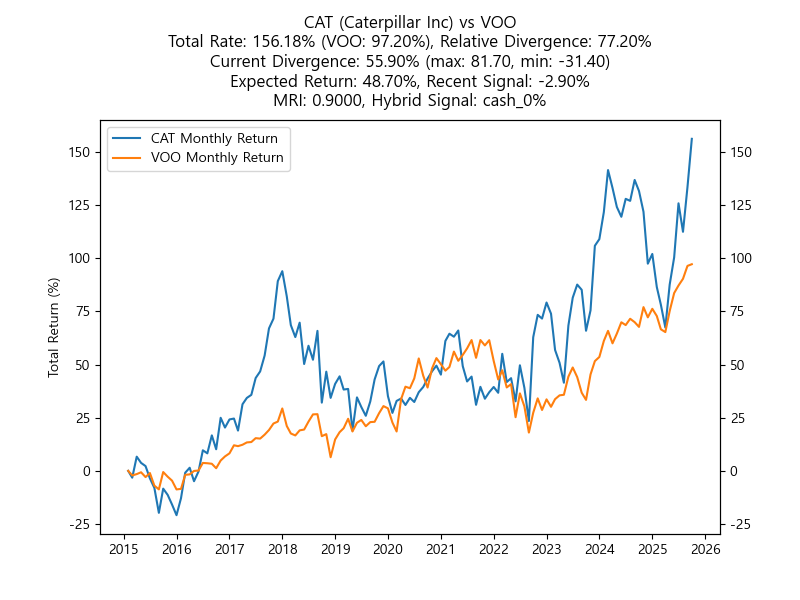 CAT (Caterpillar Inc) vs VOO
Total Rate: 156.18% (VOO: 97.20%), Relative Divergence: 77.20%
Current Divergence: 55.90% (max: 81.70, min: -31.40)
Expected Return: 48.70%, Recent Signal: -2.90%
MRI: 0.9000, Hybrid Signal: cash_0%
CAT Monthly Return
VOO Monthly Return
Total Return (%)
150
125
100
75
50
25
0
-25
150
125
100
75
50
25
0
-25
2015 2016 2017 2018 2019 2020 2021 2022 2023 2024 2025 2026